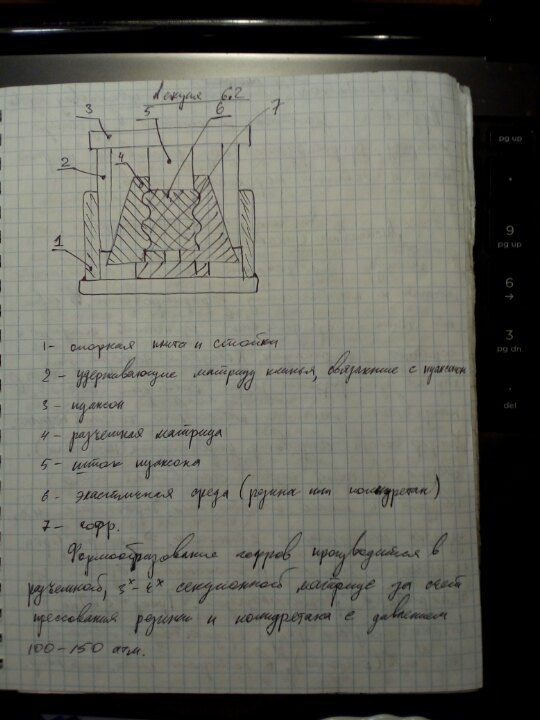 Лекция 6.2
3
5
6
7
2
4
1
1- опорная плита и стойки
2 - удерживающие матрицу клинья, связанные с пуансоном
3 - пуансон
4 - разъемная матрица
5 - шток пуансона
6 - эластичная среда (резина или полиуретан)
7 - гофр.
Формообразование гофров производится в
разъемной, 3х-4х секционной матрице за счет
прессования резины и полиуретана с давлением
100-150 атм.
pg up
9
pg up
6
→
3
pg dn
.
del